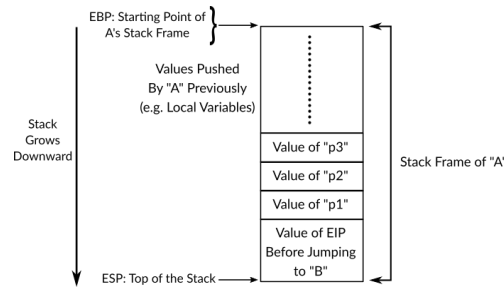 EBP: Starting Point of
A's Stack Frame
Values Pushed
By "A" Previously
(e.g. Local Variables)
Stack
Grows
Downward
Value of "p3"
Value of "p2"
Value of "p1"
Value of EIP
Before Jumping
to "B"
Stack Frame of "A"
ESP: Top of the Stack